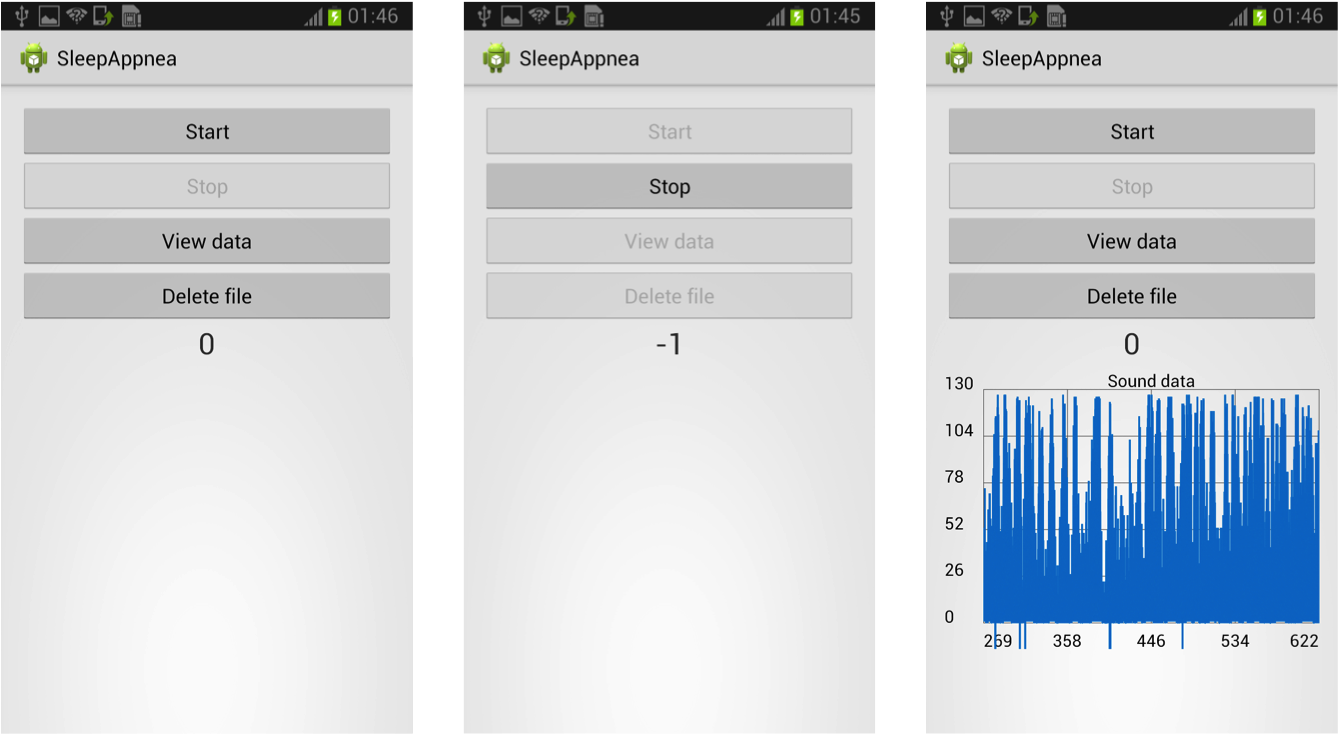 01:46
SleepAppnea
Start
Stop
View data
Delete file
0
01:45
SleepAppnea
Start
Stop
View data
Delete file
-1
01:46
SleepAppnea
Start
Stop
View data
Delete file
0
Sound data
130
104
78
52
26
0
269 358 446 534 622